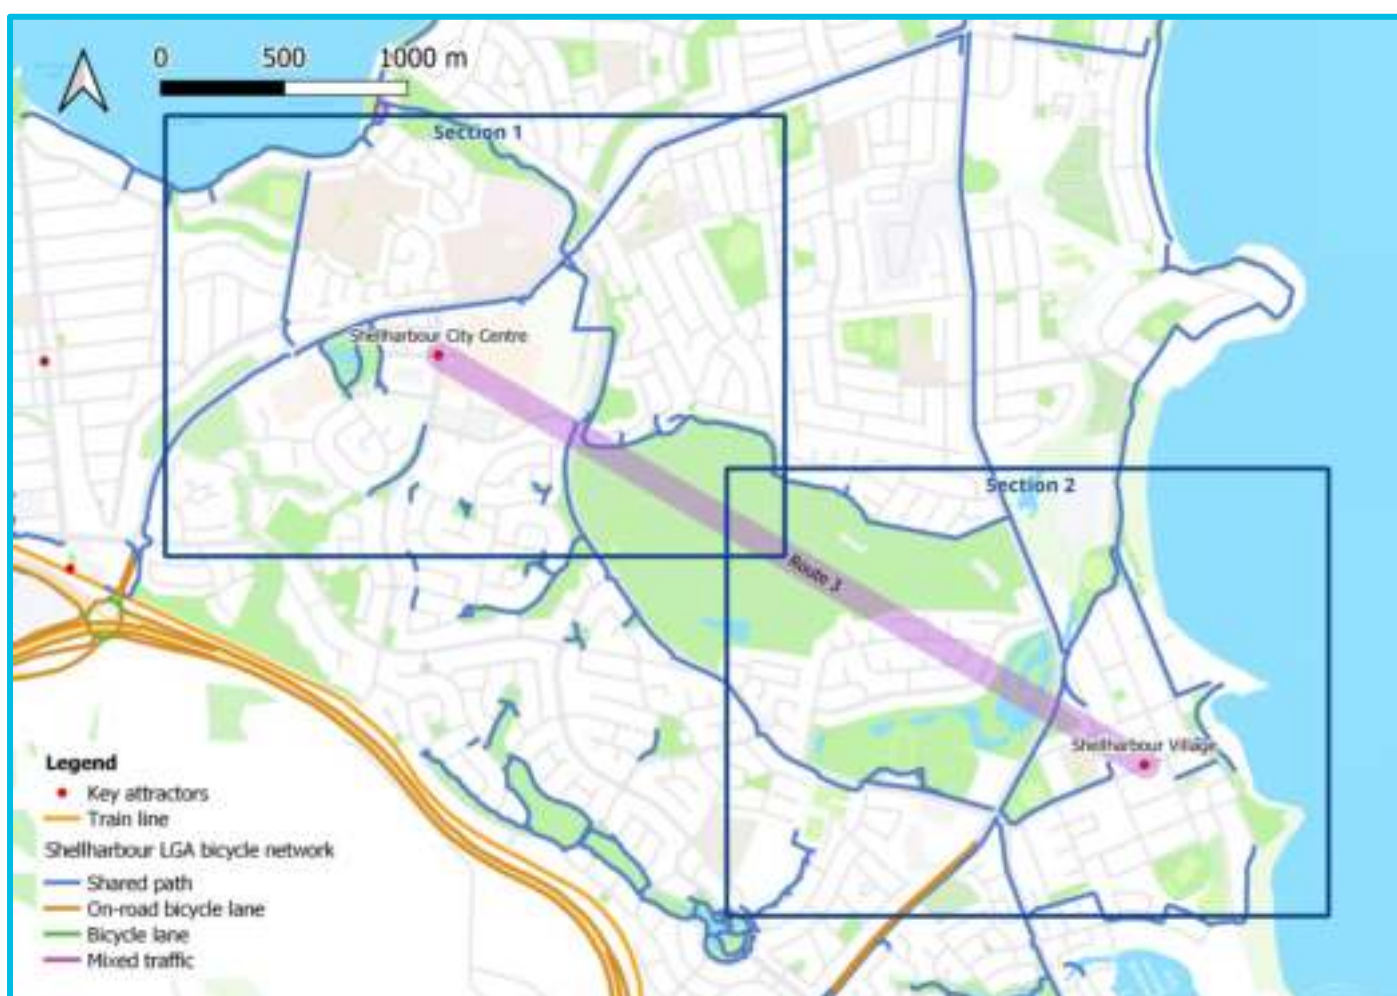 0 500 1000 m
Section 1
Shellharbour City Centre
Section 2
Route 3
Shellharbour Village
Legend
Key attractors
Train line
Shellharbour LGA bicycle network
Shared path
On-road bicycle lane
Bicycle lane
Mixed traffic